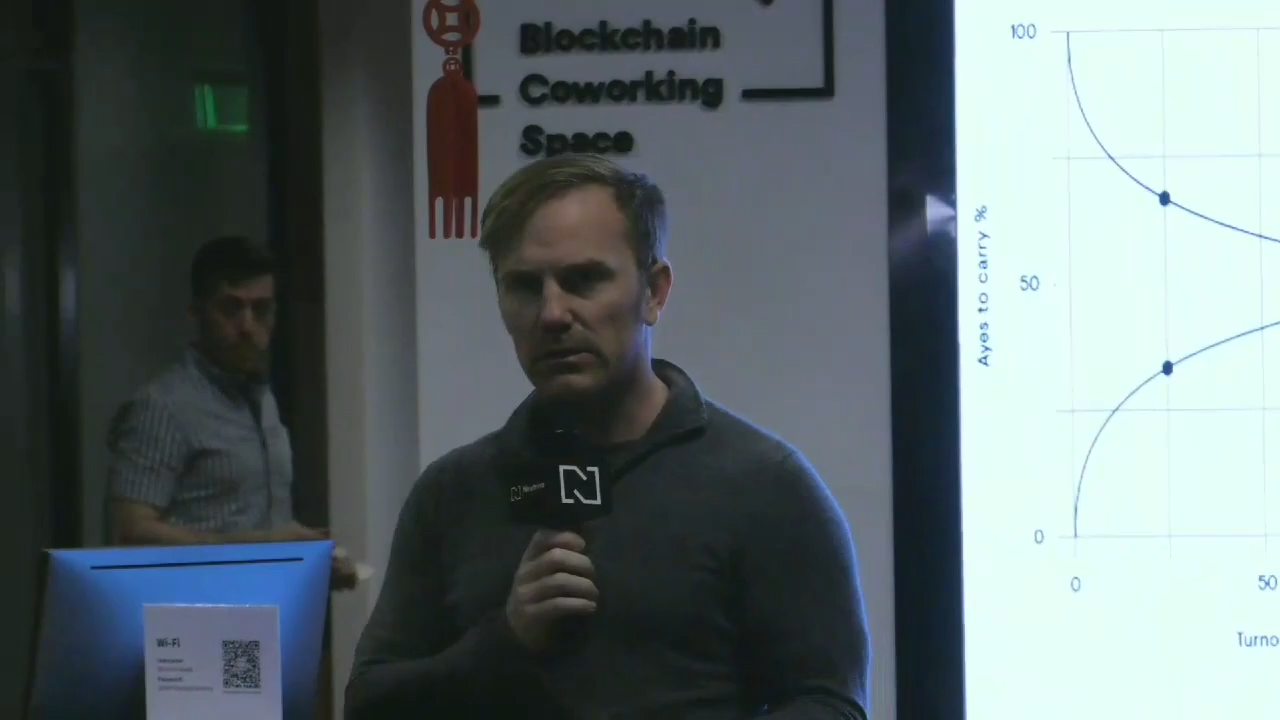 Blockchain
Coworking
Space
N
Wi-Fi
100
50
0
Ayes to carry %
0
50
Turno